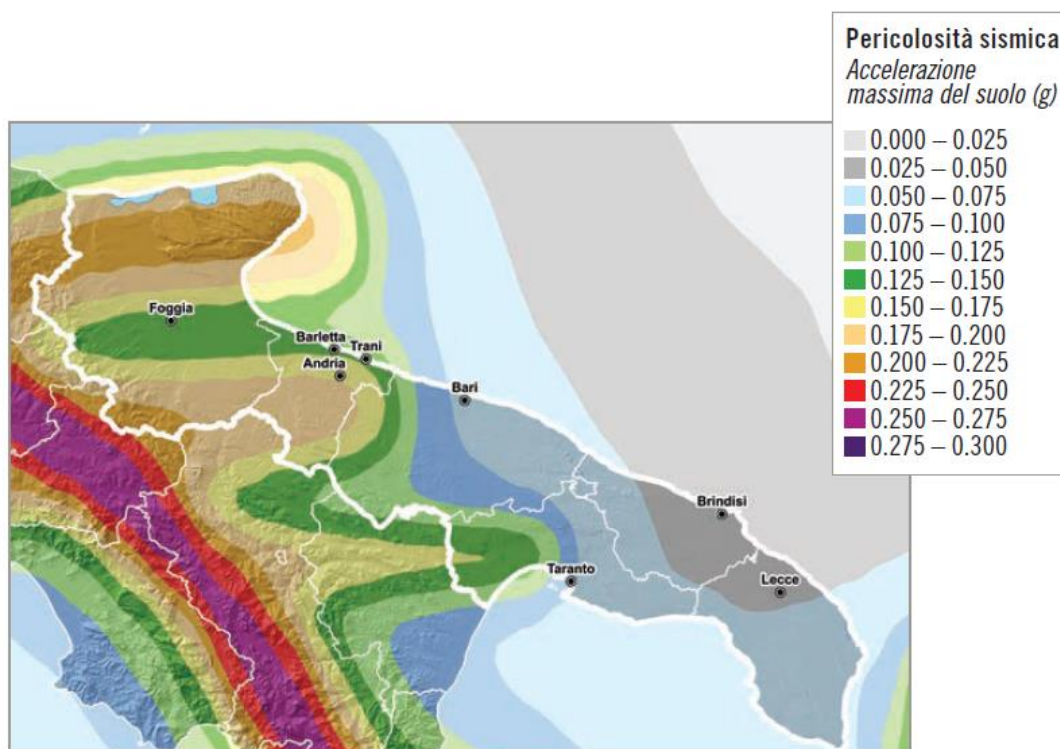 Pericolosità sismica
Accelerazione
massima del suolo (g)
0.000 – 0.025
0.025 – 0.050
0.050 – 0.075
0.075 – 0.100
0.100 – 0.125
0.125 – 0.150
0.150 – 0.175
0.175 – 0.200
0.200 – 0.225
0.225 – 0.250
0.250 – 0.275
0.275 – 0.300
Foggia
Barletta
Trani
Andria
Bari
Brindisi
Taranto
Lecce